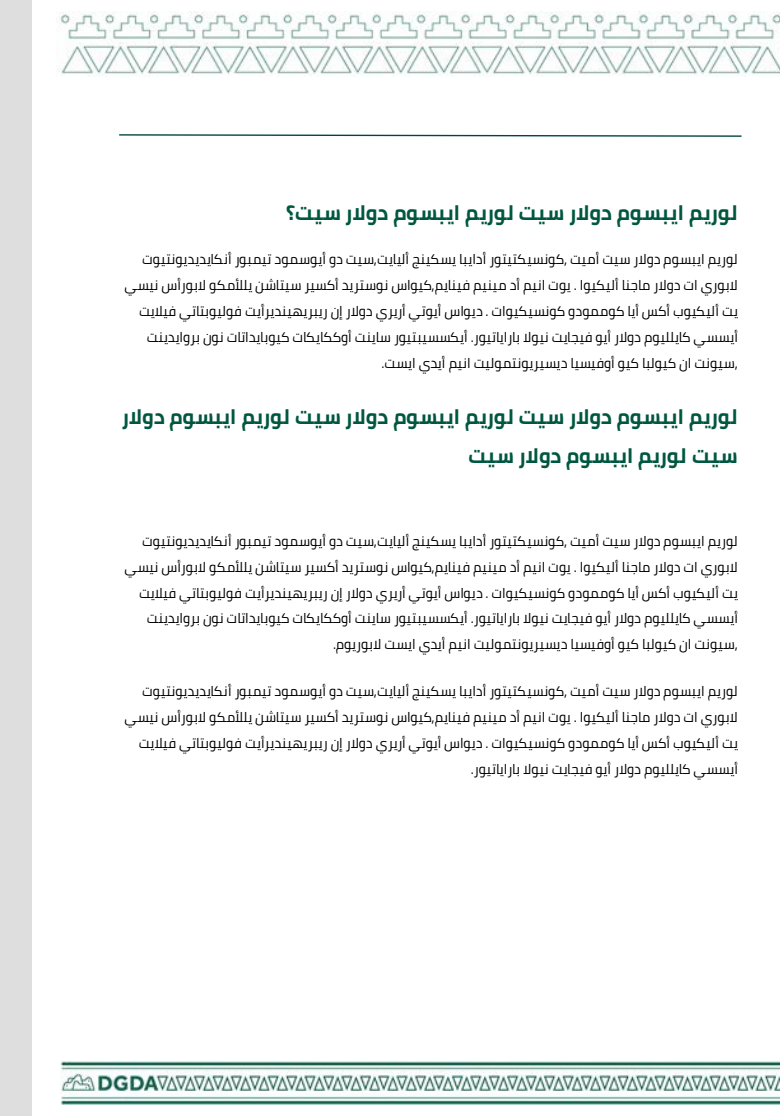 لوريم ايبسوم دولار سيت لوريم ايبسوم دولار سيت؟
لوريم ايبسوم دولار سيت أميت ,كونسيكتيتور أدايبا يسكينج أليايت,سيت دو أيوسمود تيمبور أنكايديديونتيوت
لابوري ات دولار ماجنا أليكيوا . يوت انيم أد مينيم فينايم,كيواس نوستريد أكسير سيتاشن يللأمكو لابورأس نيسي
يت أليكيوب أكس أيا كوممودو كونسيكيوات . ديواس أيوتي أريري دولار إن ريبريهينديرأيت فوليوبتاتي فيلايت
أيسسي كايلليوم دولار أيو فيجايت نيولا باراياتيور. أيكسسيبتيور ساينت أوككايكات كيوبايداتات نون بروايدينت
,سيونت ان كيولبا كيو أوفيسيا ديسيريونتموليت انيم أيدي ايست.
لوريم ايبسوم دولار سيت لوريم ايبسوم دولار سيت لوريم ايبسوم دولار
سيت لوريم ايبسوم دولار سيت
لوريم ايبسوم دولار سيت أميت ,كونسيكتيتور أدايبا يسكينج أليايت,سيت دو أيوسمود تيمبور أنكايديديونتيوت
لابوري ات دولار ماجنا أليكيوا . يوت انيم أد مينيم فينايم,كيواس نوستريد أكسير سيتاشن يللأمكو لابورأس نيسي
يت أليكيوب أكس أيا كوممودو كونسيكيوات . ديواس أيوتي أريري دولار إن ريبريهينديرأيت فوليوبتاتي فيلايت
أيسسي كايلليوم دولار أيو فيجايت نيولا باراياتيور. أيكسسيبتيور ساينت أوككايكات كيوبايداتات نون بروايدينت
,سيونت ان كيولبا كيو أوفيسيا ديسيريونتموليت انيم أيدي ايست لابوريوم.
لوريم ايبسوم دولار سيت أميت ,كونسيكتيتور أدايبا يسكينج أليايت,سيت دو أيوسمود تيمبور أنكايديديونتيوت
لابوري ات دولار ماجنا أليكيوا . يوت انيم أد مينيم فينايم,كيواس نوستريد أكسير سيتاشن يللأمكو لابورأس نيسي
يت أليكيوب أكس أيا كوممودو كونسيكيوات . ديواس أيوتي أريري دولار إن ريبريهينديرأيت فوليوبتاتي فيلايت
أيسسي كايلليوم دولار أيو فيجايت نيولا باراياتيور.
DGDA